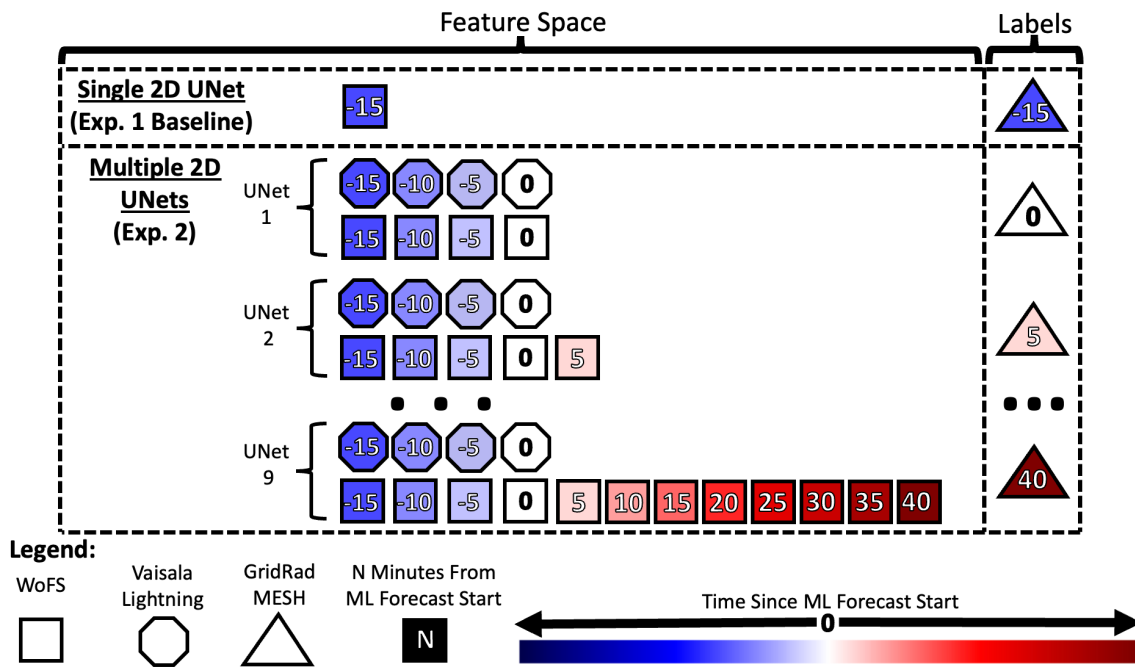 Feature Space
Labels
Single 2D UNet
(Exp. 1 Baseline)
-15
-15
Multiple 2D
UNets
(Exp. 2)
UNet
1
-15 -10 -5 0
-15 -10 -5 0
0
UNet
2
-15 -10 -5 0
-15 -10 -5 0 5
5
UNet
9
-15 -10 -5 0
-15 -10 -5 0 5 10 15 20 25 30 35 40
40
Legend:
WoFS
Vaisala
Lightning
GridRad
MESH
N Minutes From
ML Forecast Start
N
Time Since ML Forecast Start
0